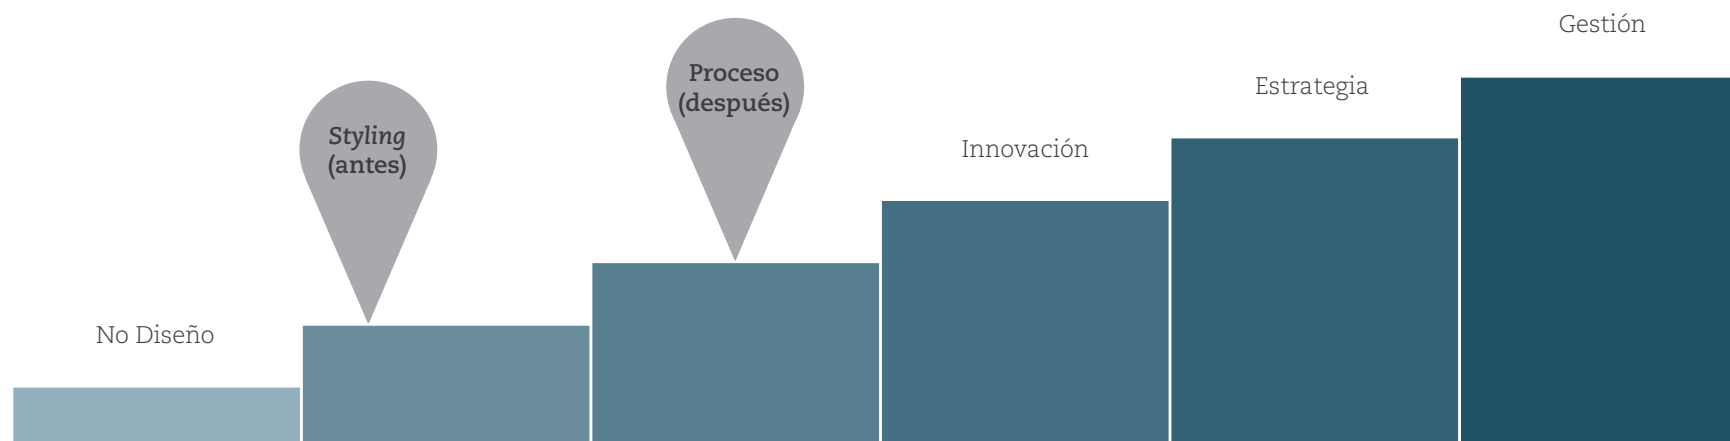 No Diseño
Styling
(antes)
Proceso
(después)
Innovación
Estrategia
Gestión